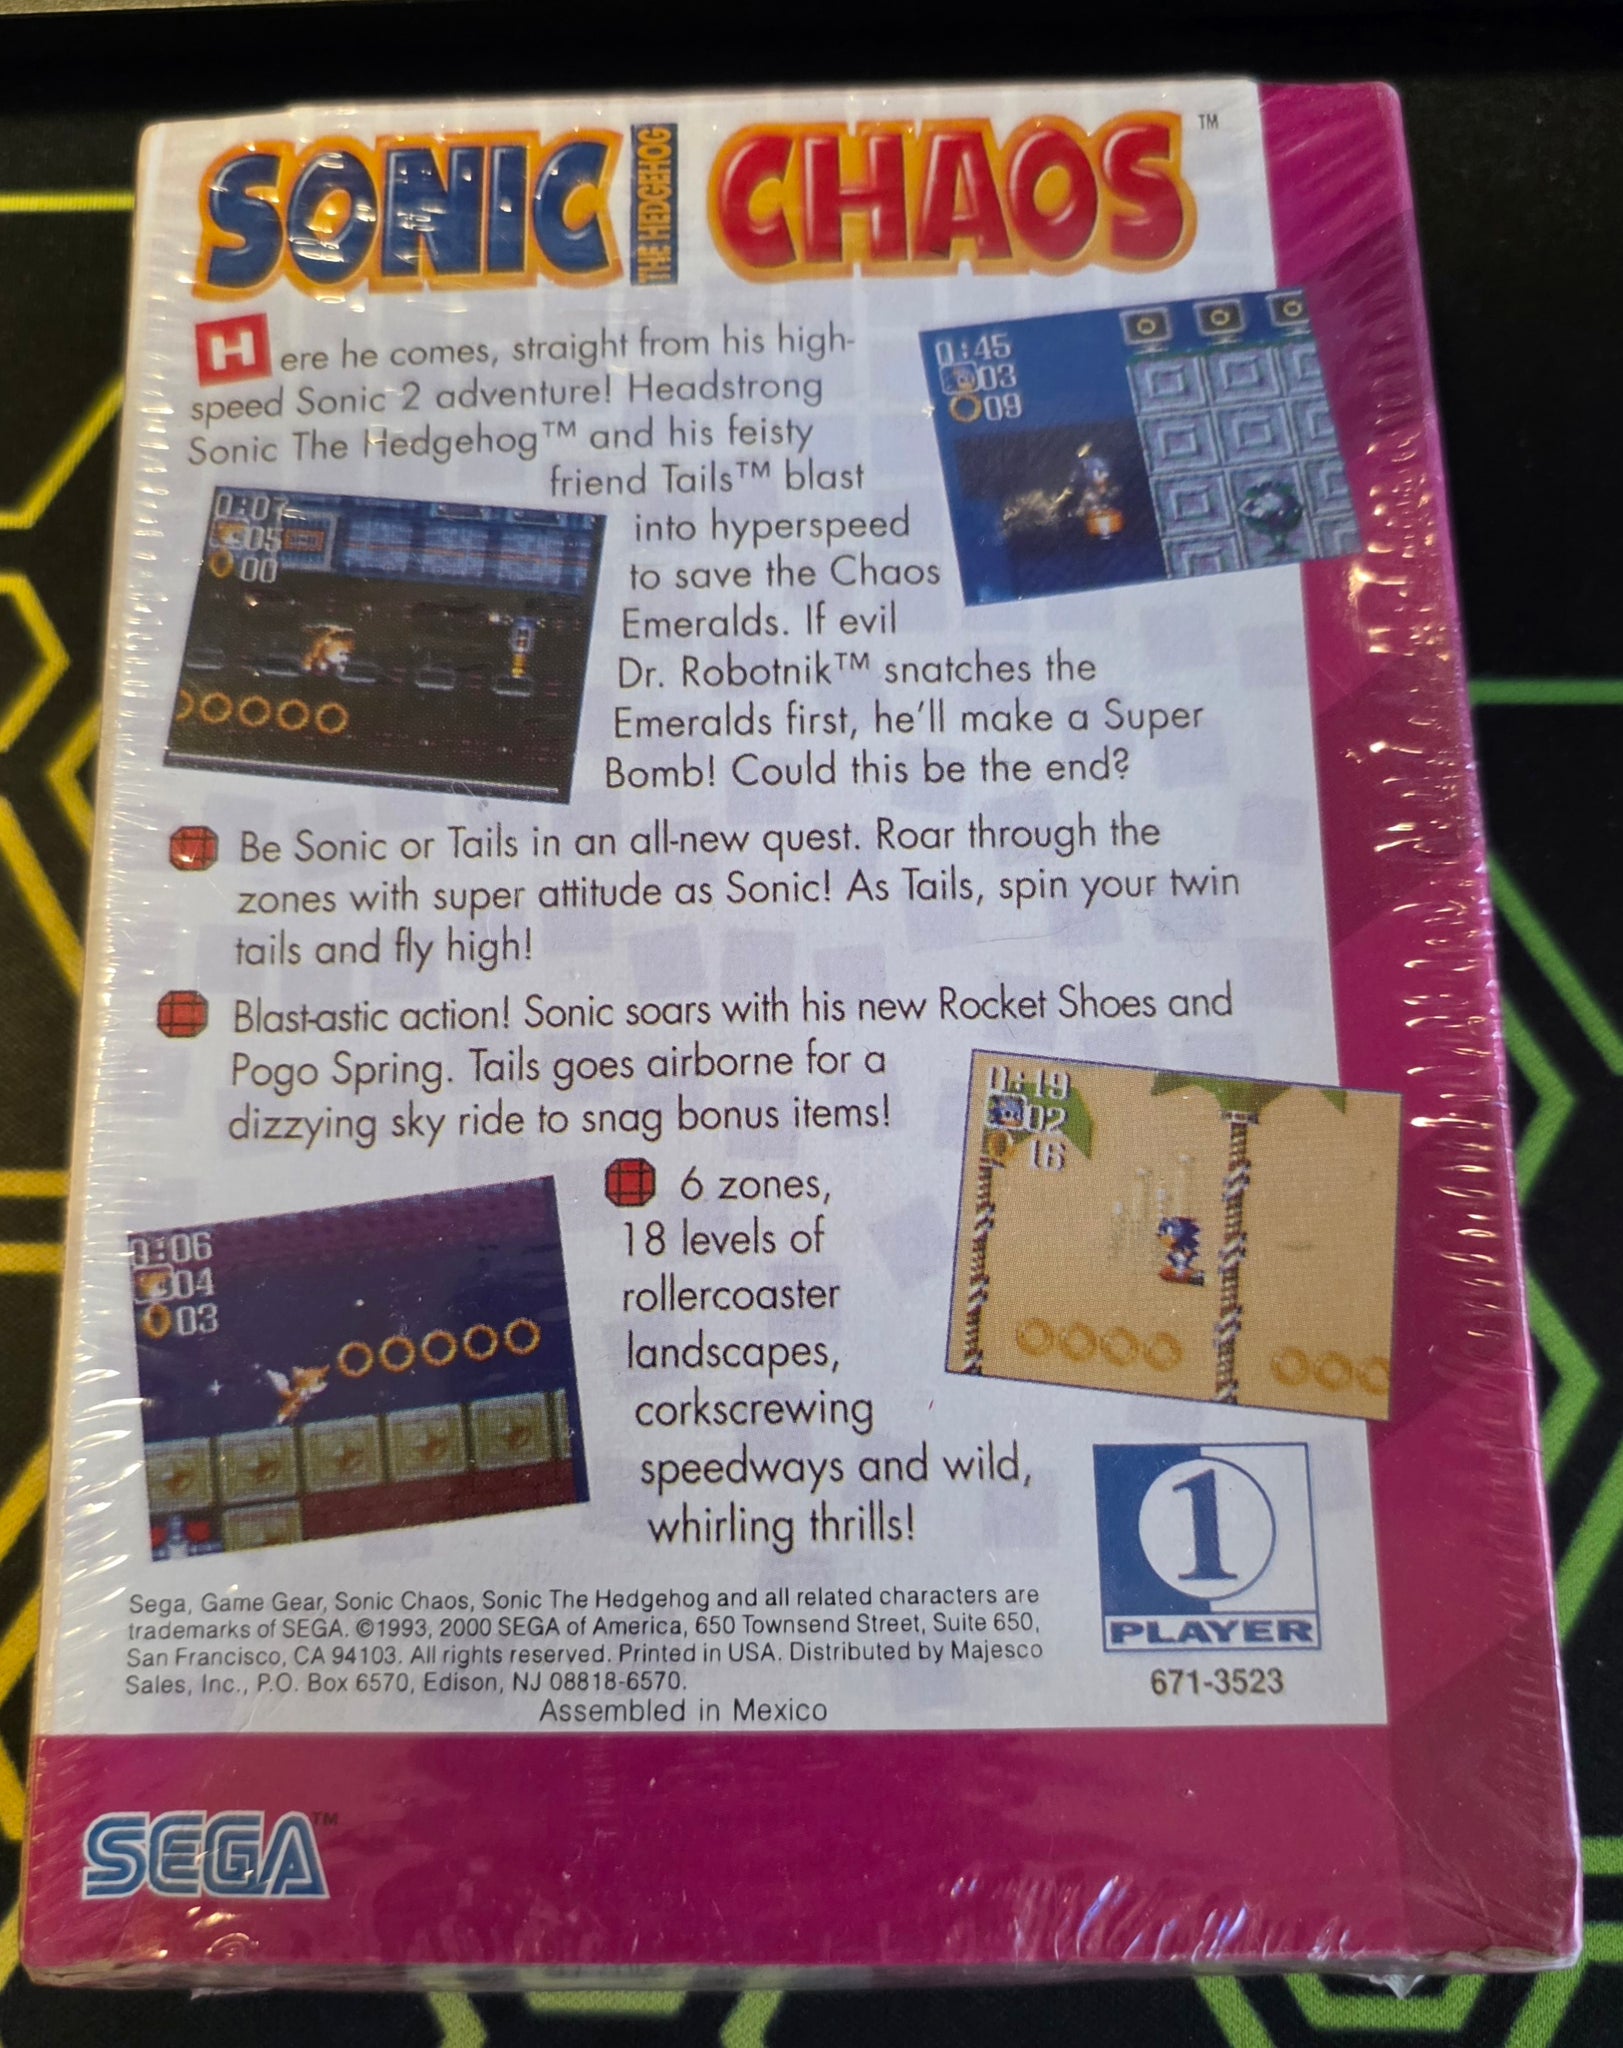 SONIC THE HEDGEHOG CHAOS™
Here he comes, straight from his high-
speed Sonic 2 adventure! Headstrong
Sonic The Hedgehog™ and his feisty
friend Tails™ blast
into hyperspeed
to save the Chaos
Emeralds. If evil
Dr. Robotnik™ snatches the
Emeralds first, he'll make a Super
Bomb! Could this be the end?
0:45
03
09
0:07
05
00
Be Sonic or Tails in an all-new quest. Roar through the
zones with super attitude as Sonic! As Tails, spin your twin
tails and fly high!
Blast-astic action! Sonic soars with his new Rocket Shoes and
Pogo Spring. Tails goes airborne for a
dizzying sky ride to snag bonus items!
0:19
02
16
6 zones,
18 levels of
rollercoaster
landscapes,
corkscrewing
speedways and wild,
whirling thrills!
0:06
04
03
1
PLAYER
671-3523
Sega, Game Gear, Sonic Chaos, Sonic The Hedgehog and all related characters are
trademarks of SEGA. ©1993, 2000 SEGA of America, 650 Townsend Street, Suite 650,
San Francisco, CA 94103. All rights reserved. Printed in USA. Distributed by Majesco
Sales, Inc., P.O. Box 6570, Edison, NJ 08818-6570.
Assembled in Mexico
SEGA™